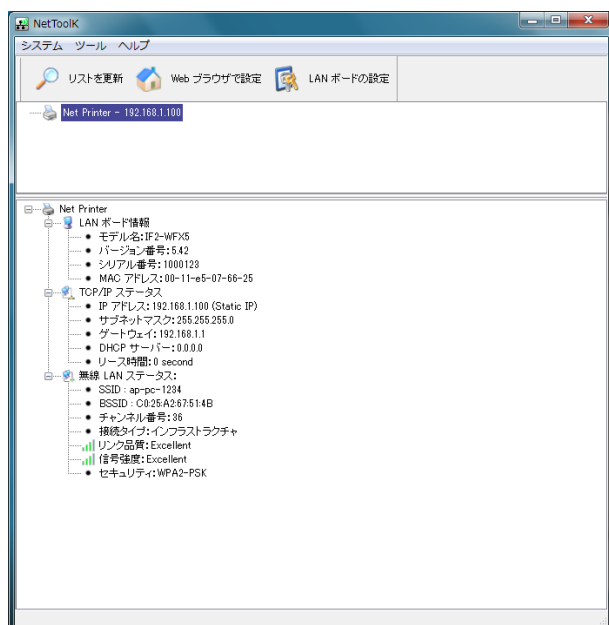 NetToolK
システム ツール ヘルプ
リストを更新 Web ブラウザで設定 LAN ボードの設定
Net Printer - 192.168.1.100
Net Printer
LAN ボード情報
モデル名:IF2-WFX5
バージョン番号:5.42
シリアル番号:1000123
MAC アドレス:00-11-e5-07-66-25
TCP/IP ステータス
IP アドレス:192.168.1.100 (Static IP)
サブネットマスク:255.255.255.0
ゲートウェイ:192.168.1.1
DHCP サーバー:0.0.0.0
リース時間:0 second
無線 LAN ステータス:
SSID : ap-pc-1234
BSSID : C0:25:A2:67:51:4B
チャンネル番号:36
接続タイプ:インフラストラクチャ
リンク品質:Excellent
信号強度:Excellent
セキュリティ:WPA2-PSK